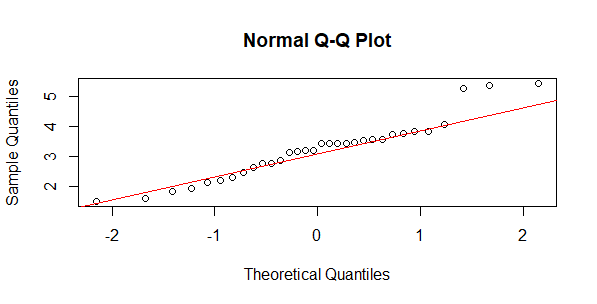 Normal Q-Q Plot
Sample Quantiles
5
4
3
2
-2 -1 0 1 2
Theoretical Quantiles